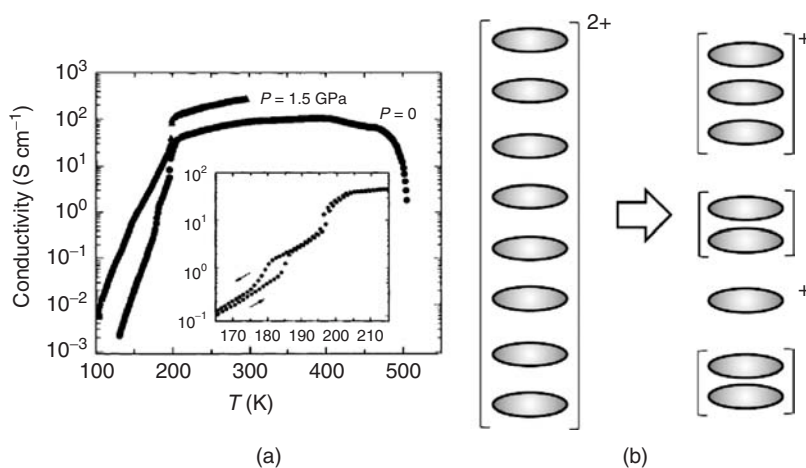 10³
10²
10¹
10⁰
10⁻¹
10⁻²
10⁻³
Conductivity (S cm⁻¹)
P = 1.5 GPa
P = 0
10²
10¹
10⁰
10⁻¹
170 180 190 200 210
100 200 300 400 500
T (K)
(a)
2+
+
+
(b)